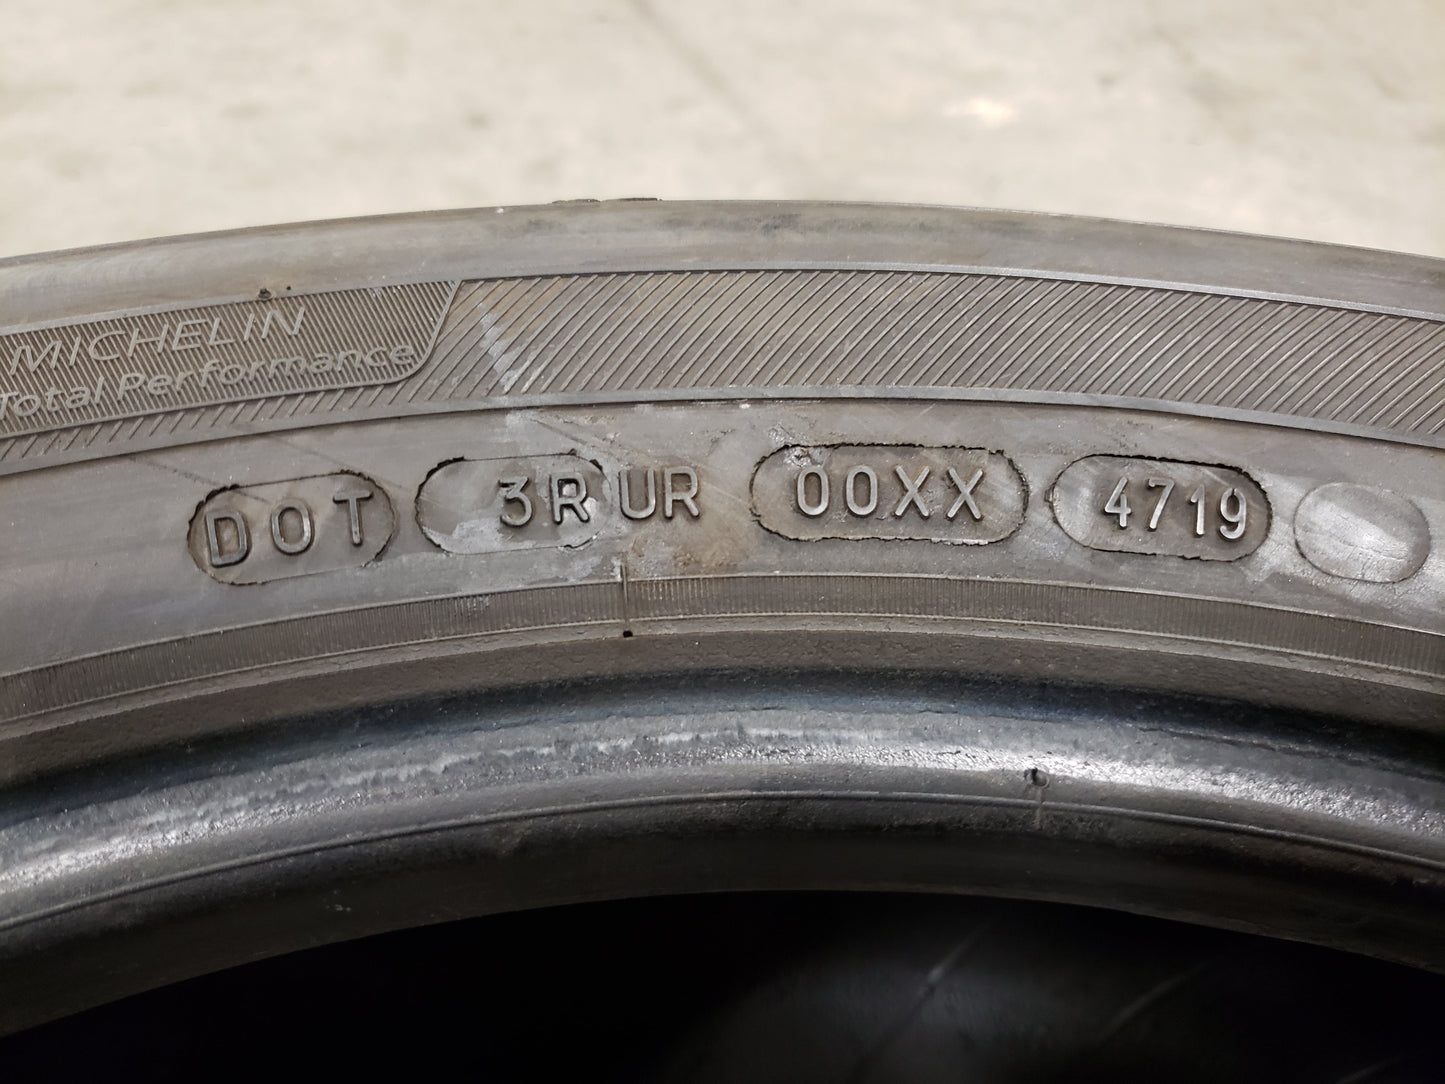 MICHELIN
Total Performance
DOT 3RUR 00XX 4719